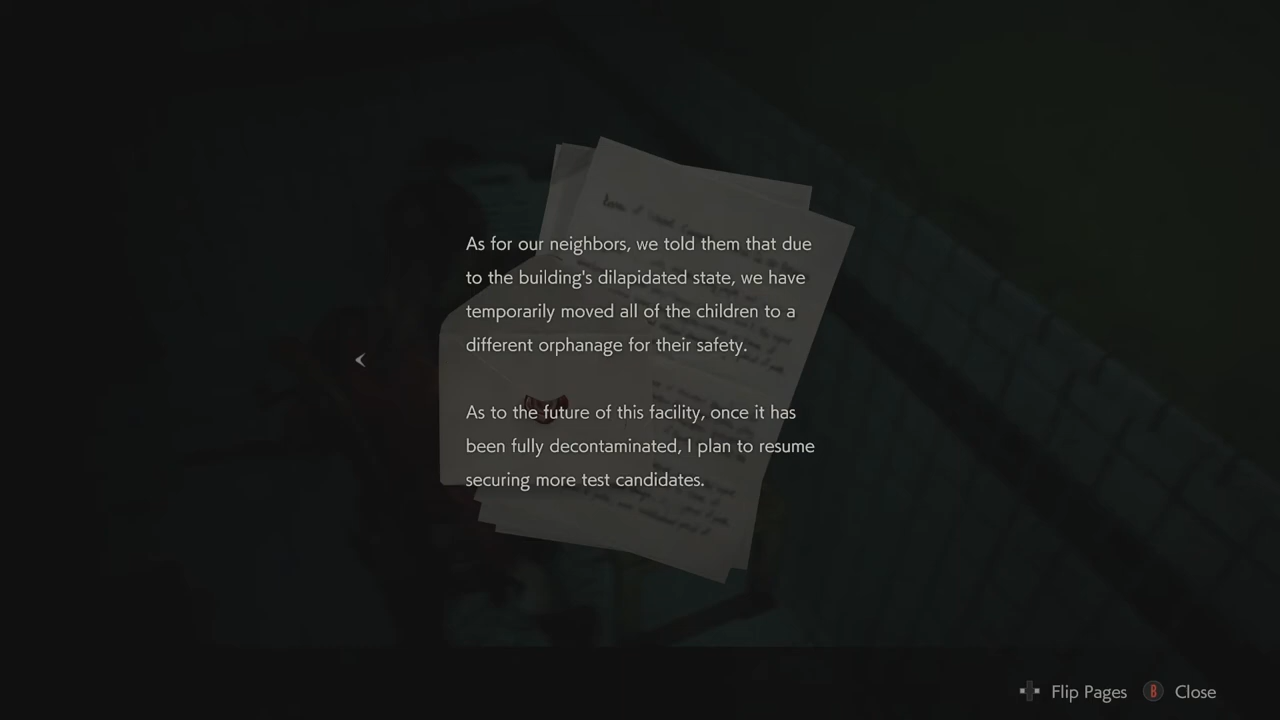 As for our neighbors, we told them that due
to the building's dilapidated state, we have
temporarily moved all of the children to a
different orphanage for their safety.
As to the future of this facility, once it has
been fully decontaminated, I plan to resume
securing more test candidates.
Flip Pages B Close